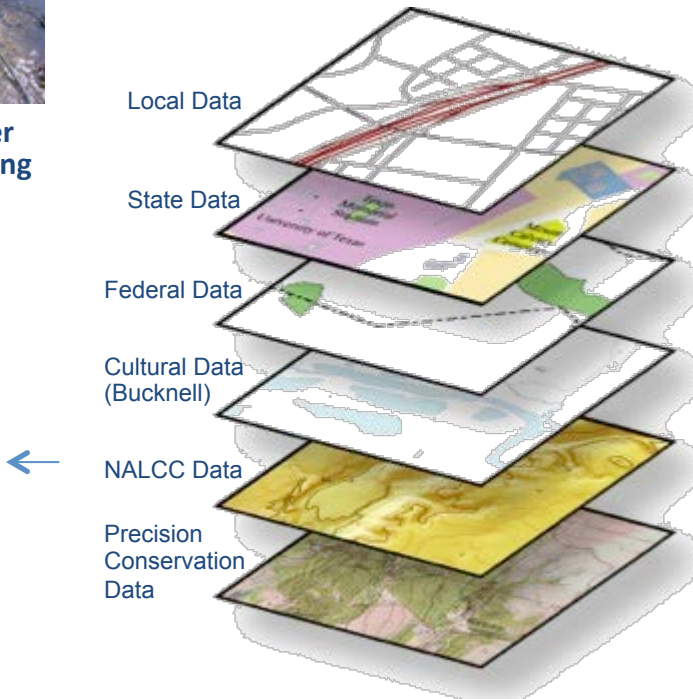 er
ng
Local Data
State Data
University of Texas
Federal Data
Cultural Data
(Bucknell)
NALCC Data
Precision
Conservation
Data